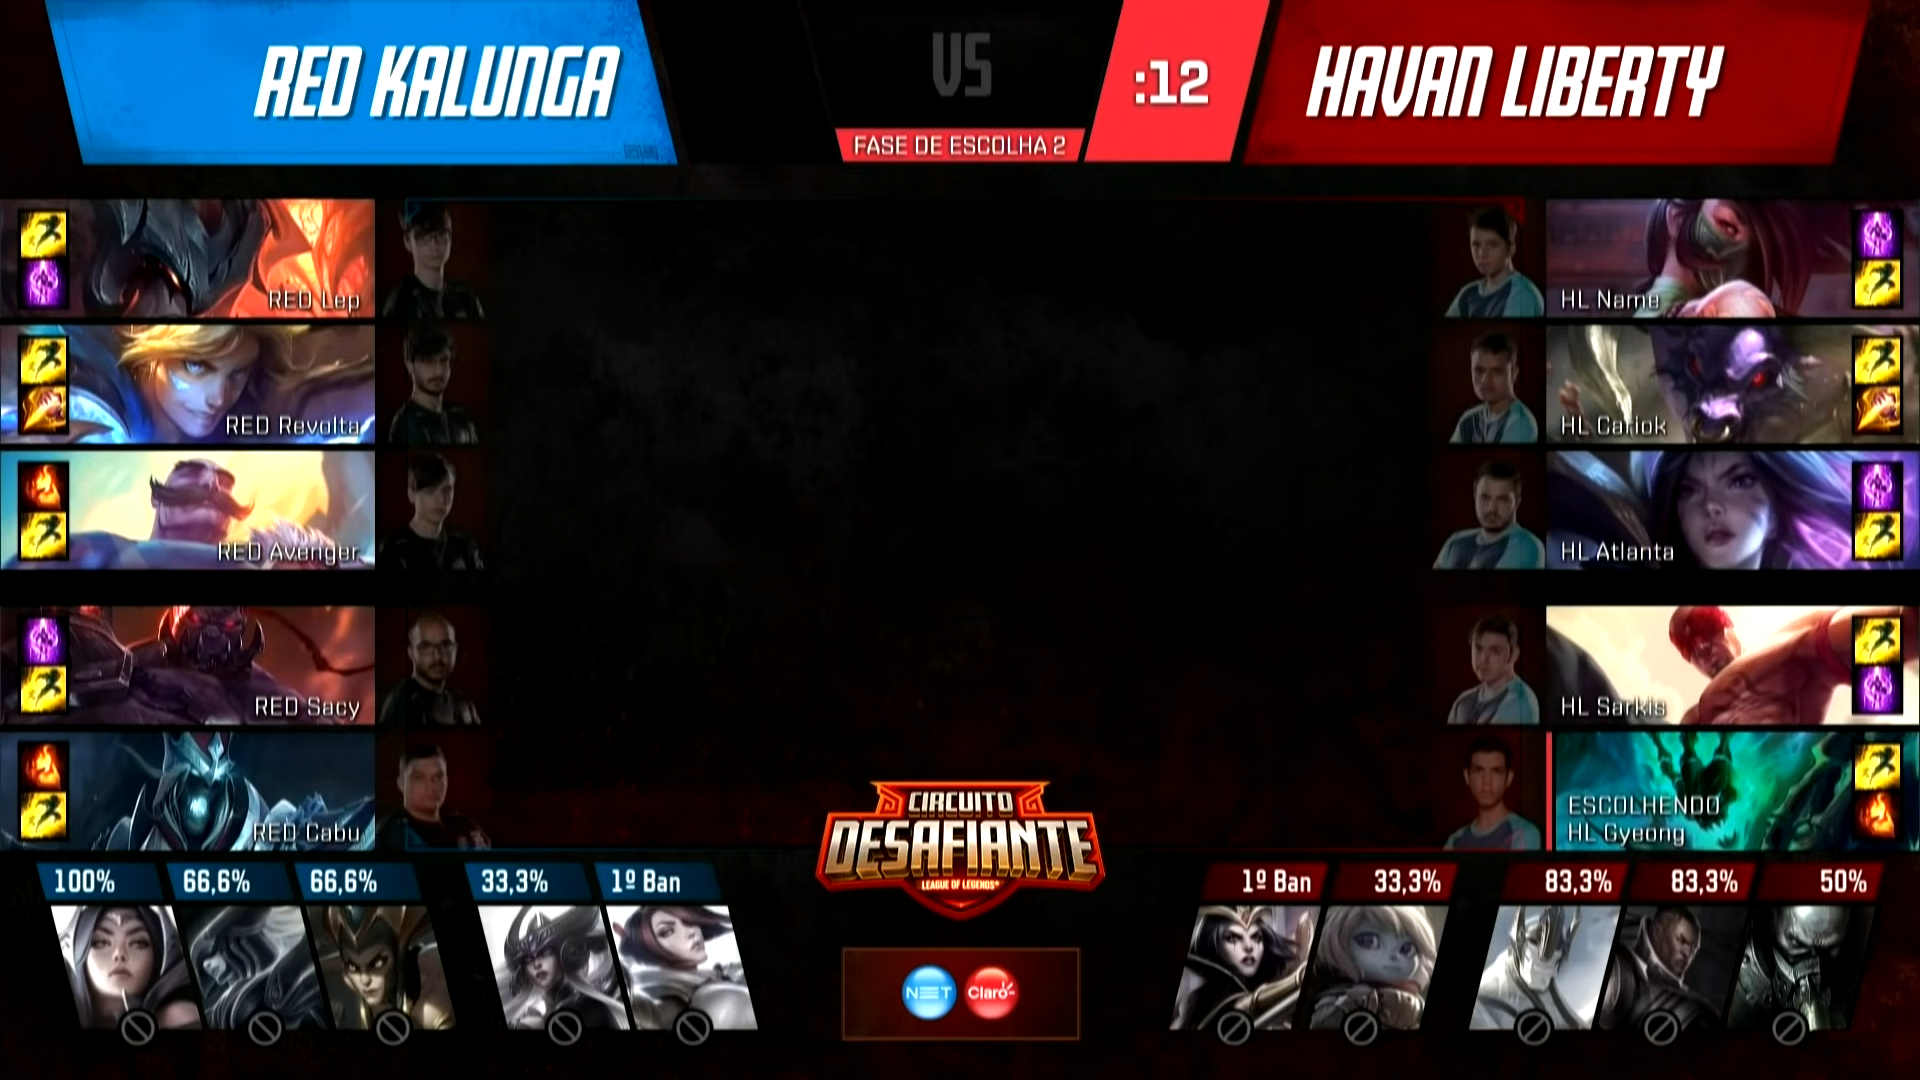 RED KALUNGA
VS
:12
HAVAN LIBERTY
FASE DE ESCOLHA 2
RED Lep
HL Name
RED Revolta
HL Cariok
RED Avenger
HL Atlanta
RED Sacy
HL Sarkis
RED Cabu
ESCOLHENDO
HL Gyeong
CIRCUITO
DESAFIANTE
LEAGUE OF LEGENDS
100%
66,6%
66,6%
33,3%
1º Ban
1º Ban
33,3%
83,3%
83,3%
50%
NET
Claro